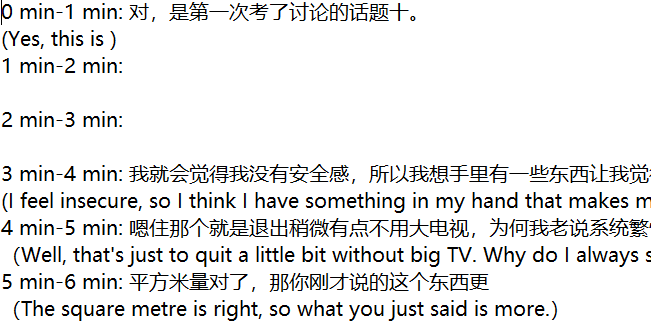 0 min-1 min: 对，是第一次考了讨论的话题十。
(Yes, this is )
1 min-2 min:
2 min-3 min:
3 min-4 min: 我就会觉得我没有安全感，所以我想手里有一些东西让我觉
(I feel insecure, so I think I have something in my hand that makes m
4 min-5 min: 嗯住那个就是退出稍微有点不用大电视，为何我老说系统繁
(Well, that's just to quit a little bit without big TV. Why do I always s
5 min-6 min: 平方米量对了，那你刚才说的这个东西更
(The square metre is right, so what you just said is more.)